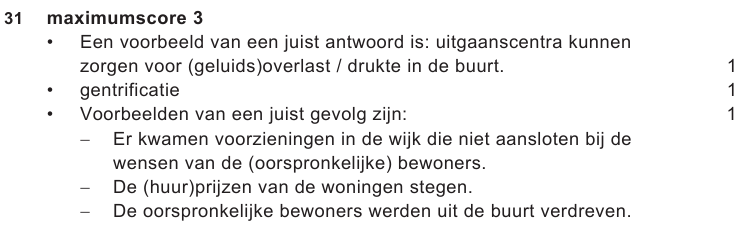 31 maximumscore 3
• Een voorbeeld van een juist antwoord is: uitgaanscentra kunnen
zorgen voor (geluids)overlast / drukte in de buurt. 1
• gentrificatie 1
• Voorbeelden van een juist gevolg zijn: 1
− Er kwamen voorzieningen in de wijk die niet aansloten bij de
wensen van de (oorspronkelijke) bewoners.
− De (huur)prijzen van de woningen stegen.
− De oorspronkelijke bewoners werden uit de buurt verdreven.